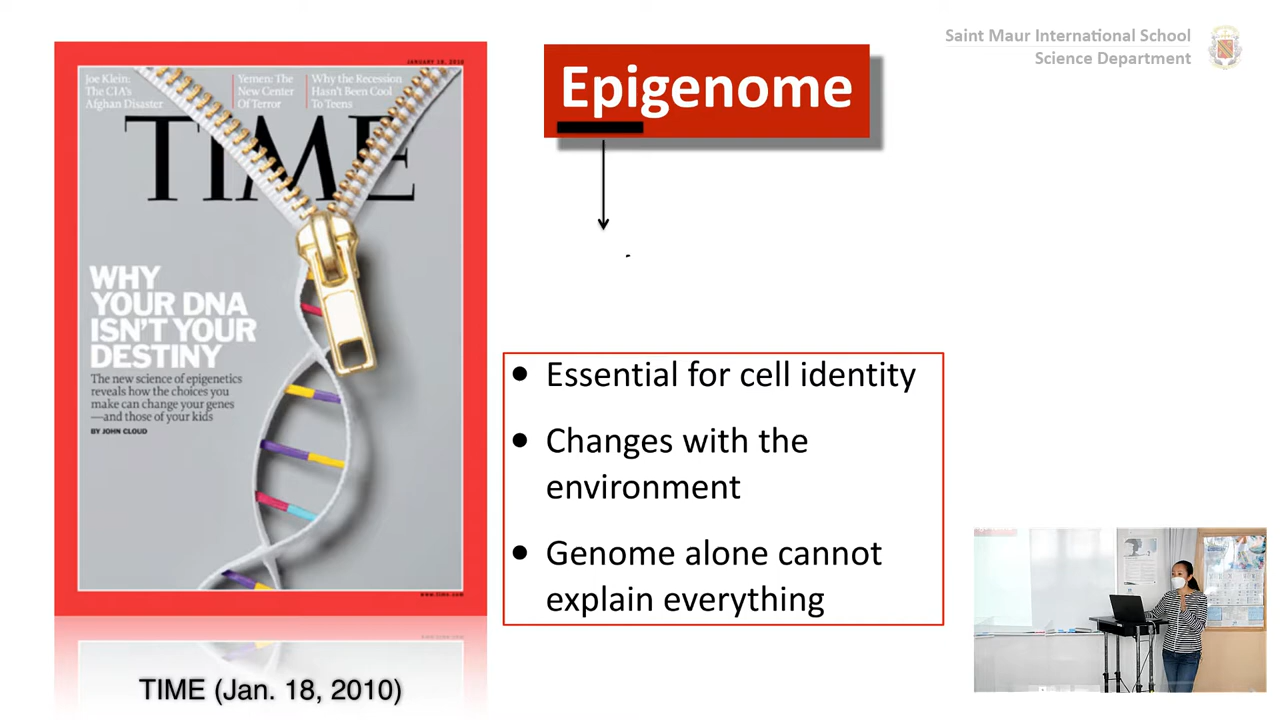 Saint Maur International School
Science Department
JANUARY 18, 2010
Joe Klein:
The CIA's
Afghan Disaster
Yemen: The
New Center
Of Terror
Why the Recession
Hasn't Been Cool
To Teens
TIME
WHY
YOUR DNA
ISN'T YOUR
DESTINY
The new science of epigenetics
reveals how the choices you
make can change your genes
—and those of your kids
BY JOHN CLOUD
www.time.com
TIME (Jan. 18, 2010)
Epigenome
• Essential for cell identity
• Changes with the
environment
• Genome alone cannot
explain everything